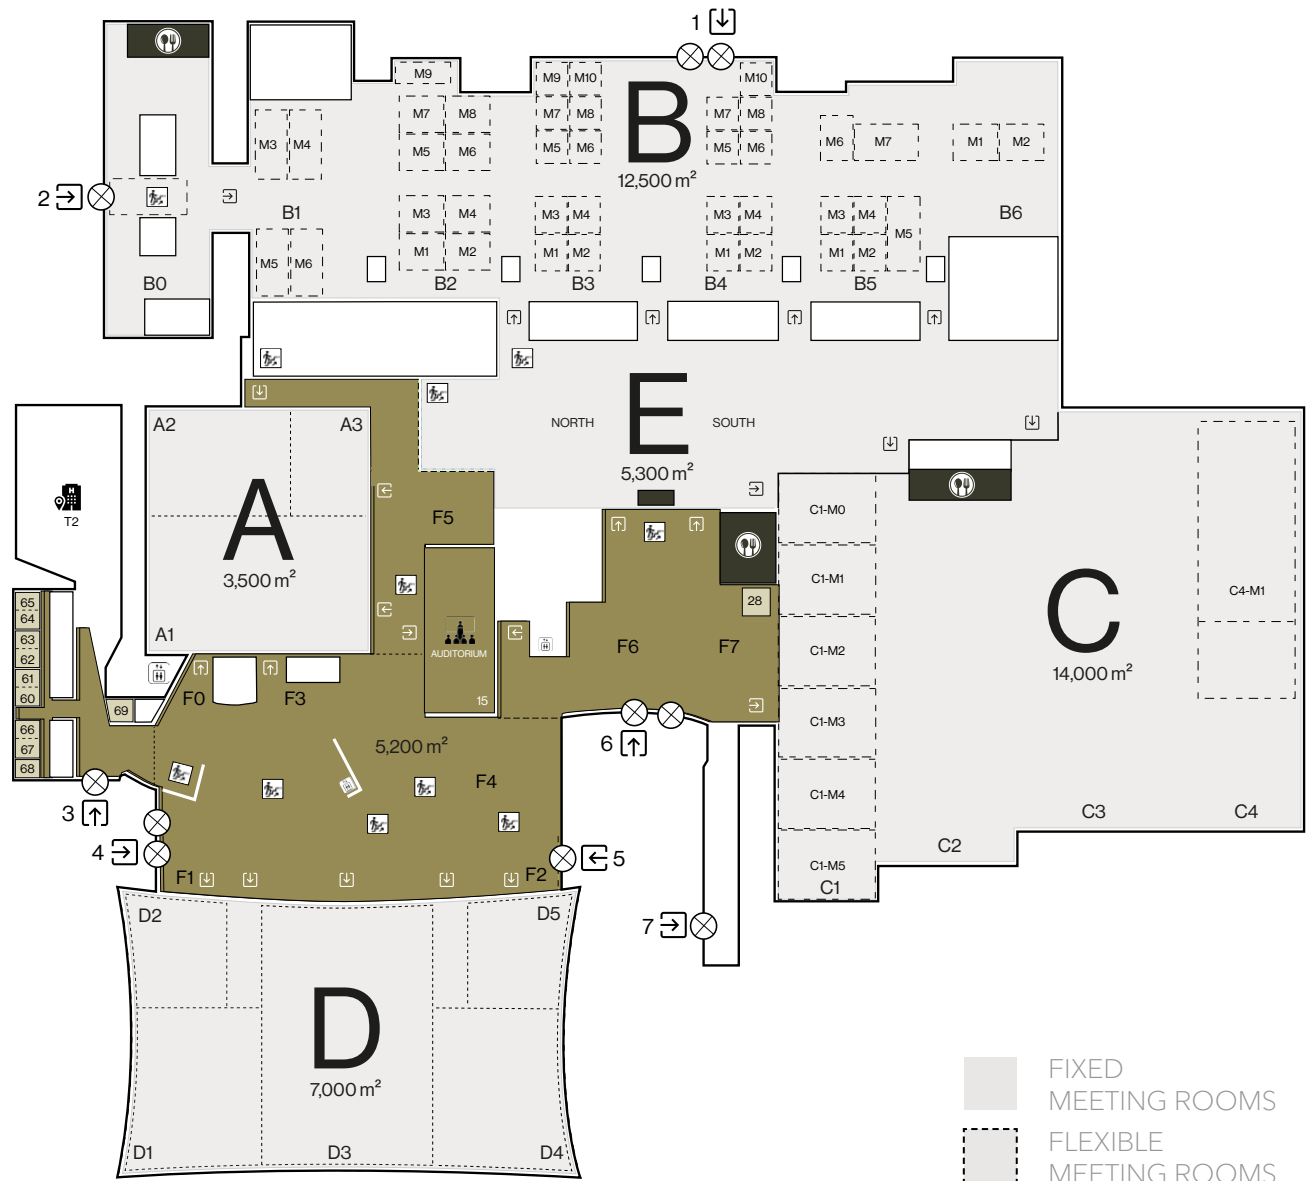 1
M9
M9 M10
M10
B
12,500 m²
M7 M8
M7 M8
M7 M8
M3 M4
M5 M6
M5 M6
M5 M6
M6 M7
M1 M2
2
B1
M3 M4
M3 M4
M3 M4
M3 M4
M5
B6
M5 M6
M1 M2
M1 M2
M1 M2
M1 M2
B0
B2
B3
B4
B5
E
NORTH
SOUTH
5,300 m²
A2
A3
A
3,500 m²
A1
H
T2
F5
C1-M0
C1-M1
C1-M2
C1-M3
C1-M4
C1-M5
C1
C
14,000 m²
C4-M1
C2
C3
C4
65
64
63
62
61
60
66
67
68
69
AUDITORIUM
15
28
F6
F7
F0
F3
5,200 m²
F4
6
3
4
5
F1
F2
7
D2
D5
D
7,000 m²
D1
D3
D4
FIXED
MEETING ROOMS
FLEXIBLE
MEETING ROOMS